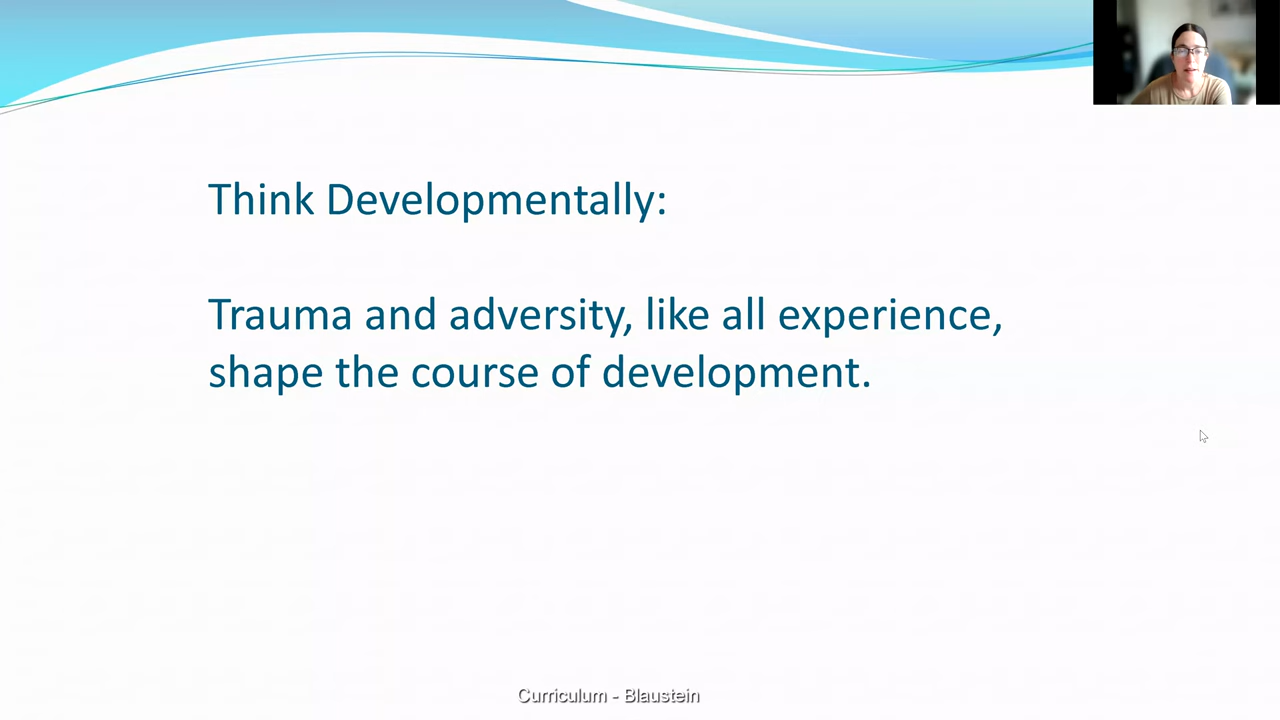 Think Developmentally:
Trauma and adversity, like all experience,
shape the course of development.
Curriculum - Blaustein